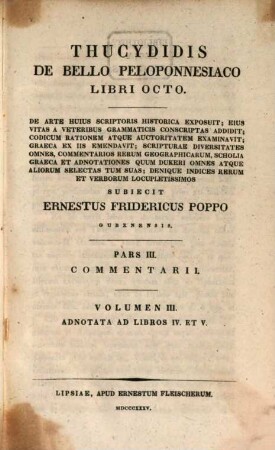 THUCYDIDIS
DE BELLO PELOPONNESIACO
LIBRI OCTO.
DE ARTE HUIUS SCRIPTORIS HISTORICA EXPOSUIT; EIUS
VITAS A VETERIBUS GRAMMATICIS CONSCRIPTAS ADDIDIT;
CODICUM RATIONEM ATQUE AUCTORITATEM EXAMINAVIT;
GRAECA EX IIS EMENDAVIT; SCRIPTURAE DIVERSITATES
OMNES, COMMENTARIOS RERUM GEOGRAPHICARUM, SCHOLIA
GRAECA ET ADNOTATIONES QUUM DUKERI OMNES ATQUE
ALIORUM SELECTAS TUM SUAS; DENIQUE INDICES RERUM
ET VERBORUM LOCUPLETISSIMOS
SUBIECIT
ERNESTUS FRIDERICUS POPPO
GUBENENSIS.
PARS III.
COMMENTARII.
VOLUMEN III.
ADNOTATA AD LIBROS IV. ET V.
LIPSIAE, APUD ERNESTUM FLEISCHERUM.
MDCCCXXXV.